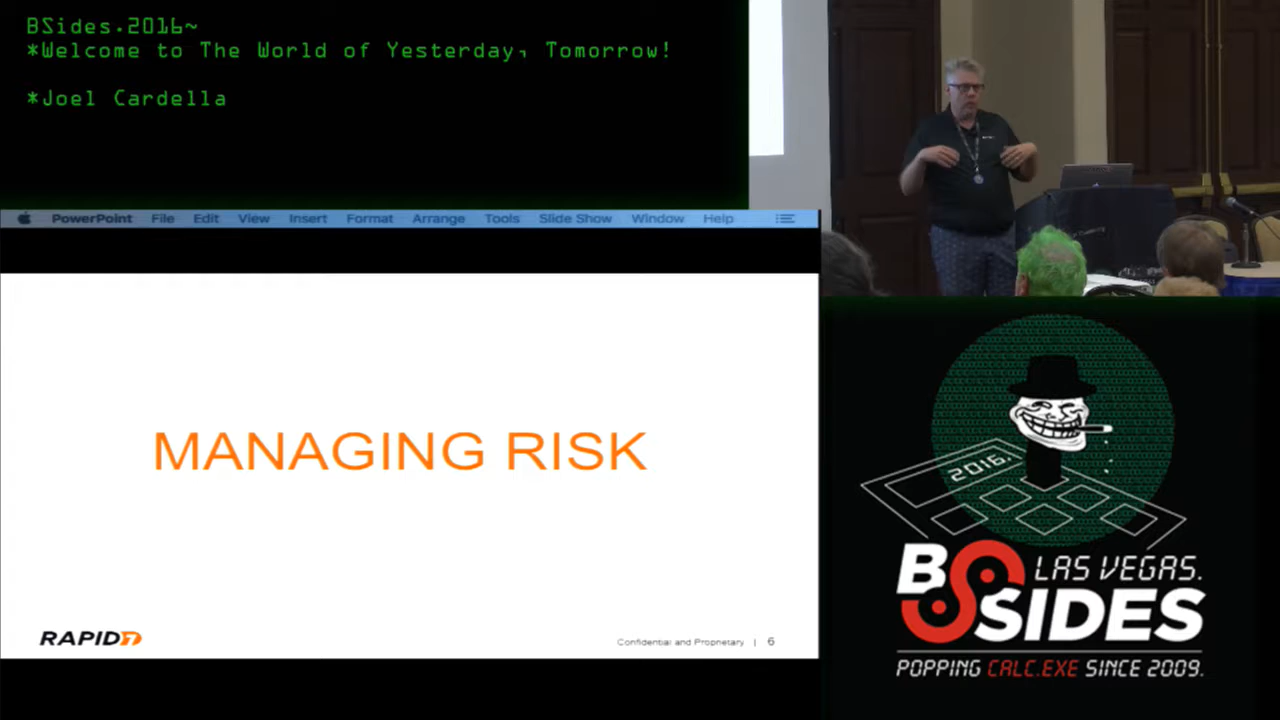 BSides.2016~
*Welcome to The World of Yesterday, Tomorrow!
*Joel Cardella
PowerPoint File Edit View Insert Format Arrange Tools Slide Show Window Help
MANAGING RISK
RAPID7
Confidential and Proprietary | 6
2016.
BSIDES
LAS VEGAS.
POPPING CALC.EXE SINCE 2009.